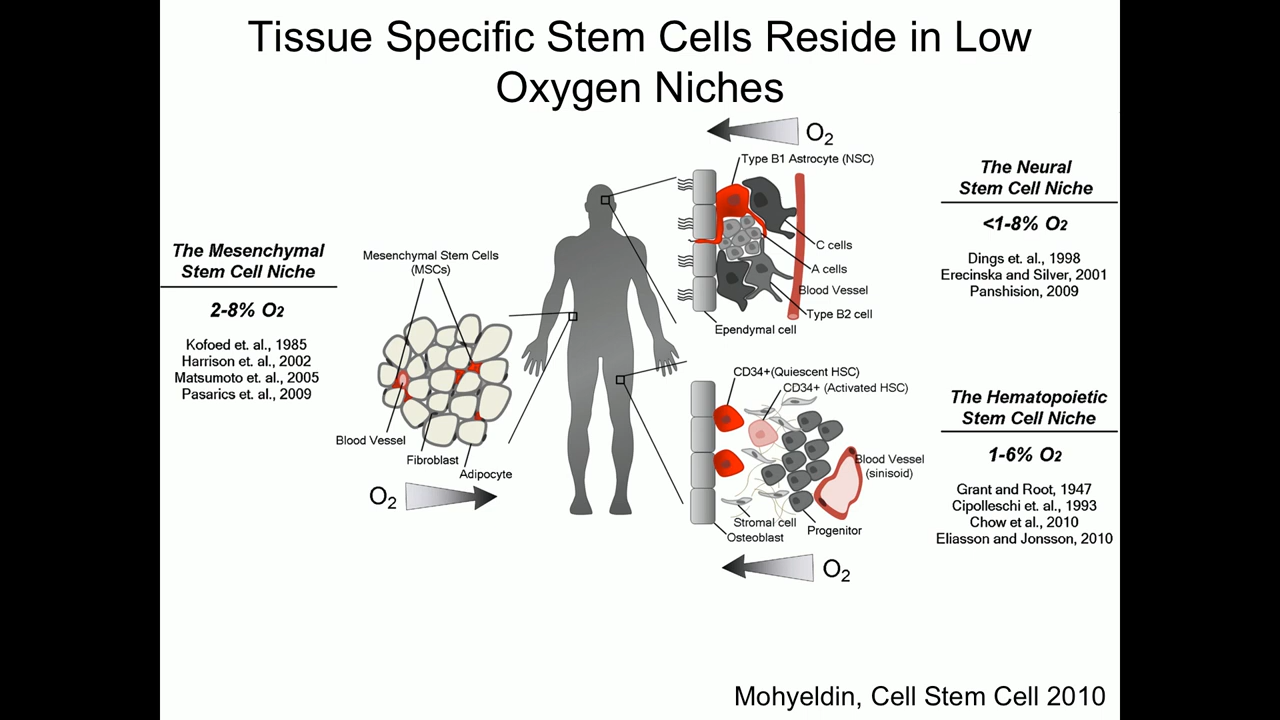 Tissue Specific Stem Cells Reside in Low
Oxygen Niches
The Mesenchymal
Stem Cell Niche
2-8% O2
Kofoed et. al., 1985
Harrison et. al., 2002
Matsumoto et. al., 2005
Pasarics et. al., 2009
Mesenchymal Stem Cells
(MSCs)
Blood Vessel
Fibroblast
Adipocyte
O2
O2
Type B1 Astrocyte (NSC)
C cells
A cells
Blood Vessel
Type B2 cell
Ependymal cell
The Neural
Stem Cell Niche
<1-8% O2
Dings et. al., 1998
Erecinska and Silver, 2001
Panshision, 2009
CD34+(Quiescent HSC)
CD34+ (Activated HSC)
Blood Vessel
(sinisoid)
Stromal cell
Progenitor
Osteoblast
O2
The Hematopoietic
Stem Cell Niche
1-6% O2
Grant and Root, 1947
Cipolleschi et. al., 1993
Chow et al., 2010
Eliasson and Jonsson, 2010
Mohyeldin, Cell Stem Cell 2010